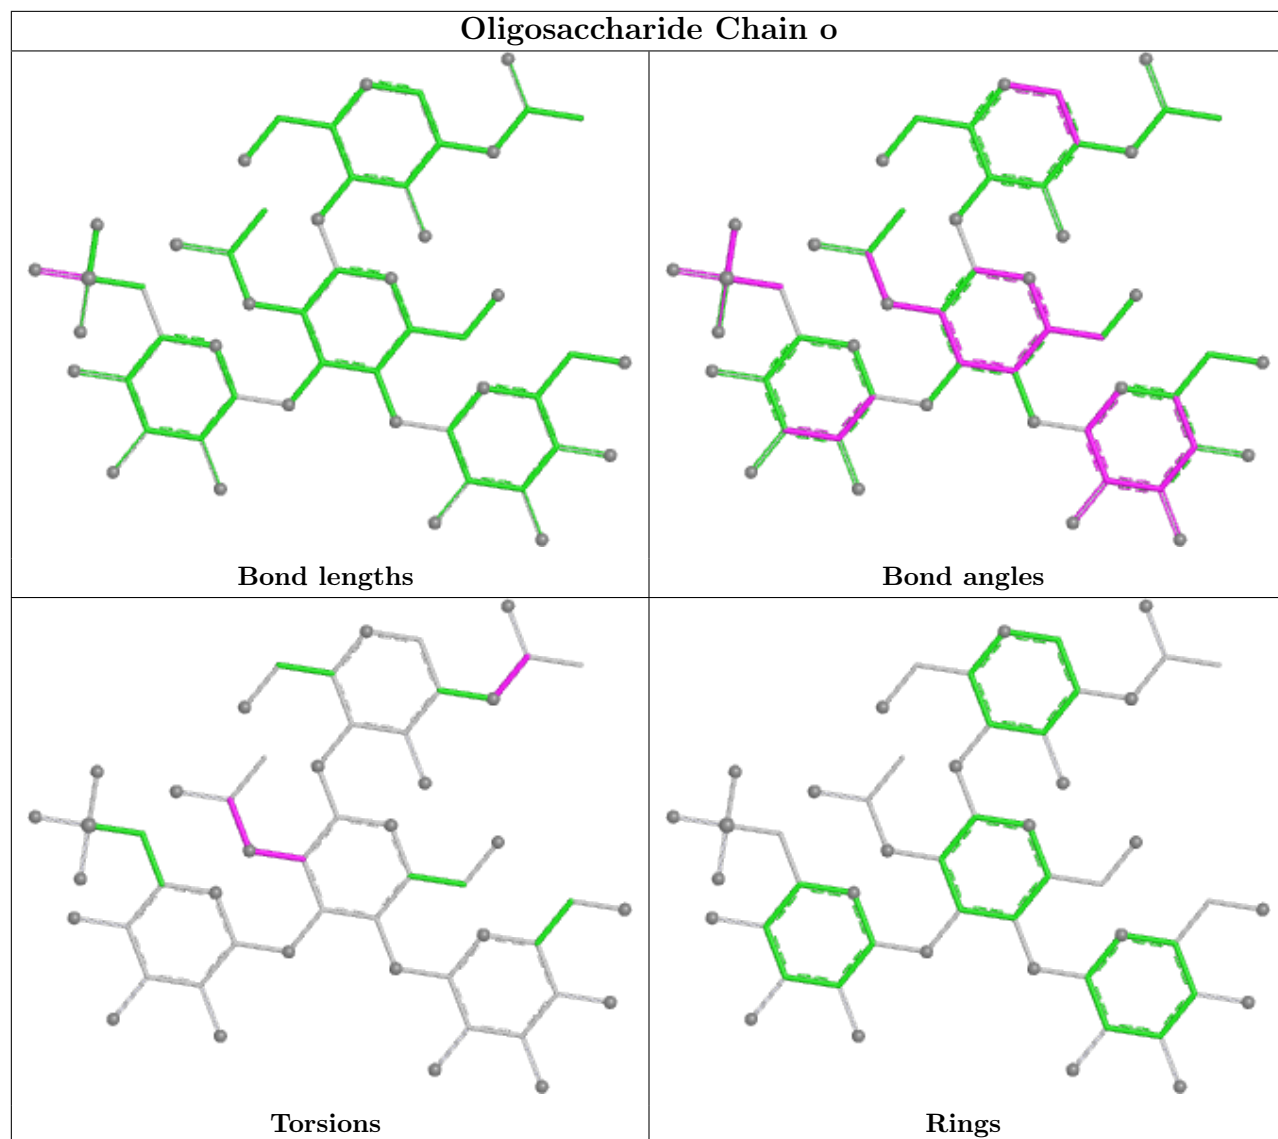 Oligosaccharide Chain o
Bond lengths
Bond angles
Torsions
Rings